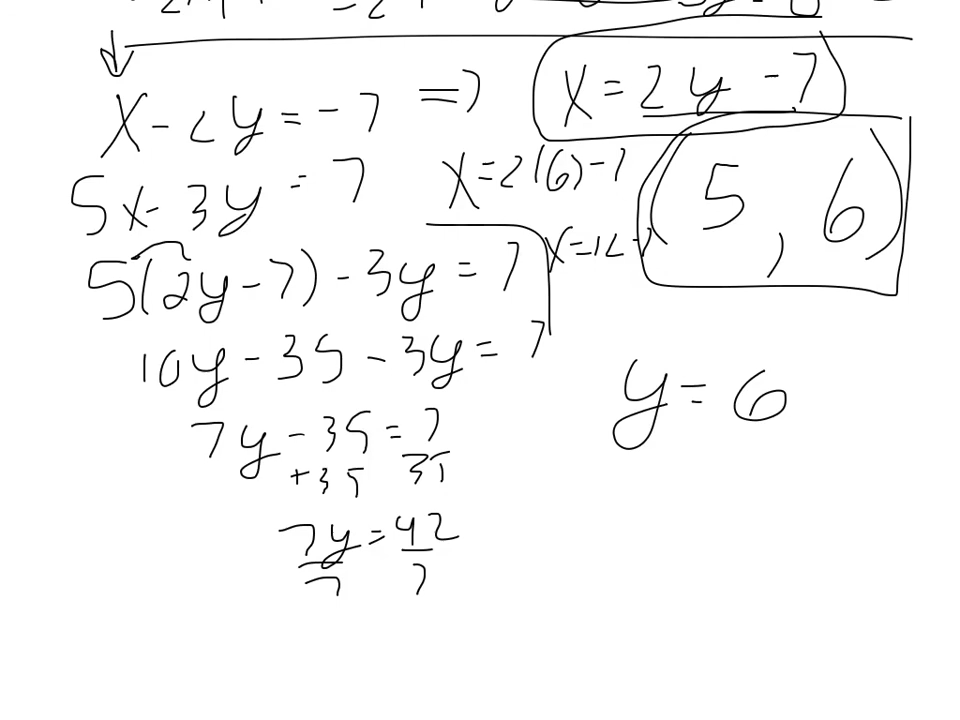 x - 2y = -7 => x = 2y - 7
5x - 3y = 7 x = 2(6) - 7 (5, 6)
x = 12 - 7
5(2y - 7) - 3y = 7
10y - 35 - 3y = 7 y = 6
7y - 35 = 7
+35 35
7y = 42
7 7